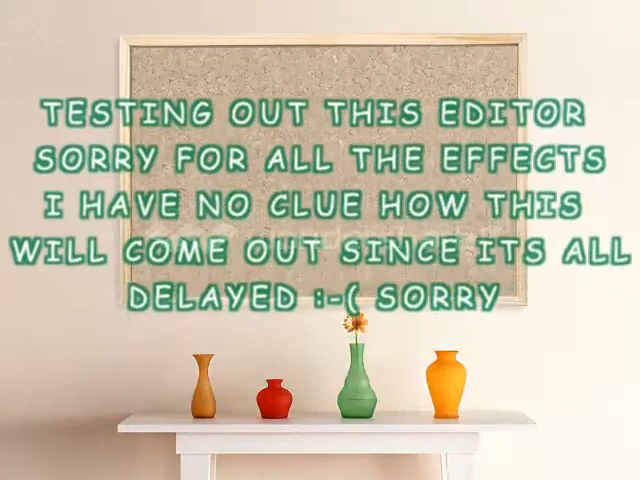 TESTING OUT THIS EDITOR
SORRY FOR ALL THE EFFECTS
I HAVE NO CLUE HOW THIS
WILL COME OUT SINCE ITS ALL
DELAYED :-( SORRY